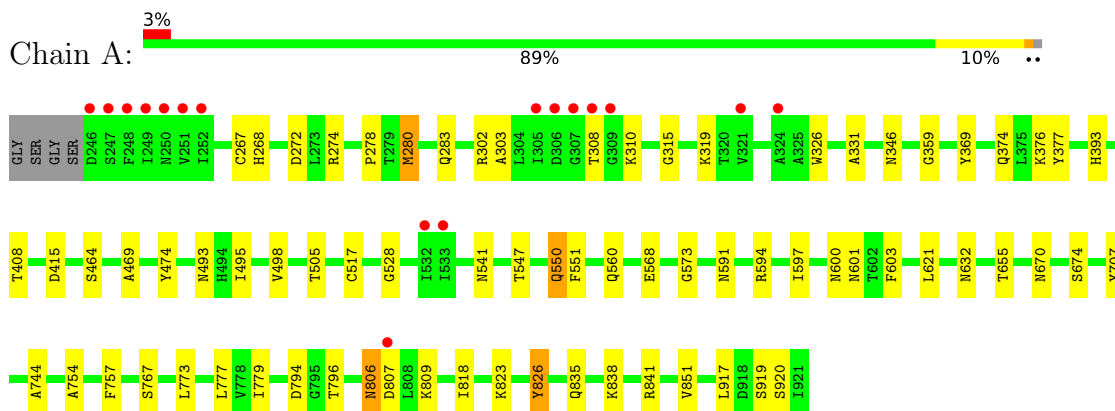 3%
Chain A:
89% 10% ••
GLY SER GLY SER D246 S247 F248 I249 N250 V251 I252 C267 H268 D272 L273 R274 P278 T279 M280 Q283 R302 A303 L304 I305 D306 G307 T308 G309 K310 G315 K319 T320 V321 A324 A325 W326 A331 N346 G359 Y369 Q374 L375 K376 Y377 H393
T408 D415 S464 A469 Y474 N493 H494 I495 V498 T505 C517 G528 I532 I533 N541 T547 Q550 F551 Q560 E568 G573 N591 R594 I597 N600 N601 T602 F603 L621 N632 T655 N670 S674 Y707
A744 A754 F757 S767 L773 L777 V778 I779 D794 G795 T796 N806 D807 L808 K809 I818 K823 Y826 Q835 K838 R841 V851 L917 D918 S919 S920 I921